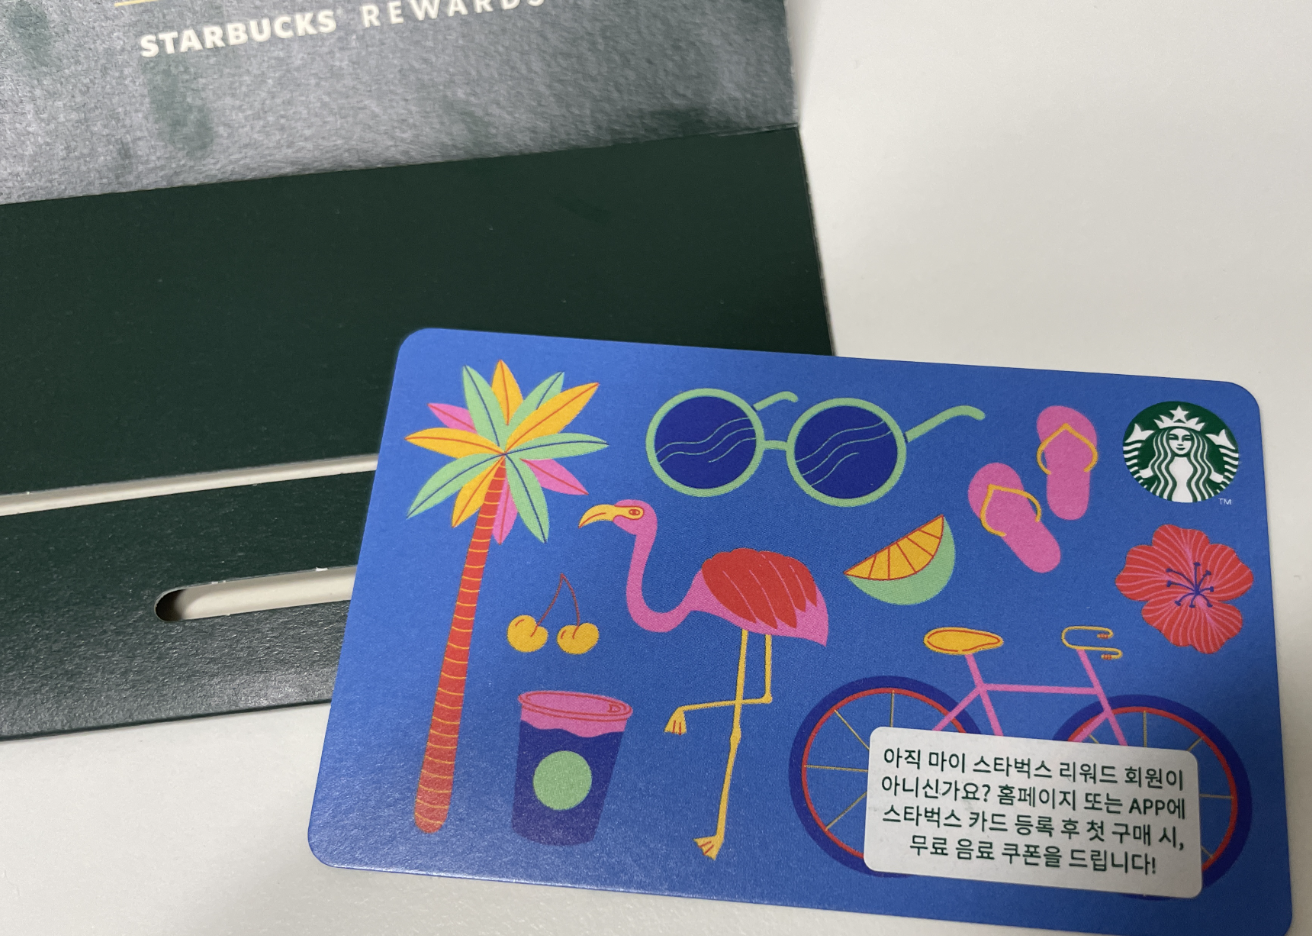 STARBUCKS® REWARDS
TM
아직 마이 스타벅스 리워드 회원이
아니신가요? 홈페이지 또는 APP에
스타벅스 카드 등록 후 첫 구매 시,
무료 음료 쿠폰을 드립니다!